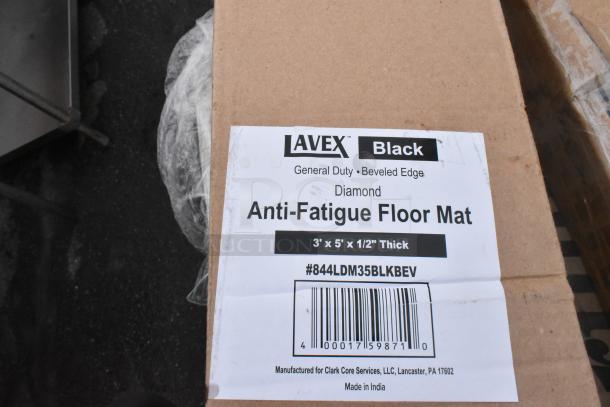 LAVEX™ Black
General Duty • Beveled Edge
Diamond
Anti-Fatigue Floor Mat
3' x 5' x 1/2" Thick
#844LDM35BLKBEV
4 00017 59871 0
Manufactured for Clark Core Services, LLC, Lancaster, PA 17602
Made in India